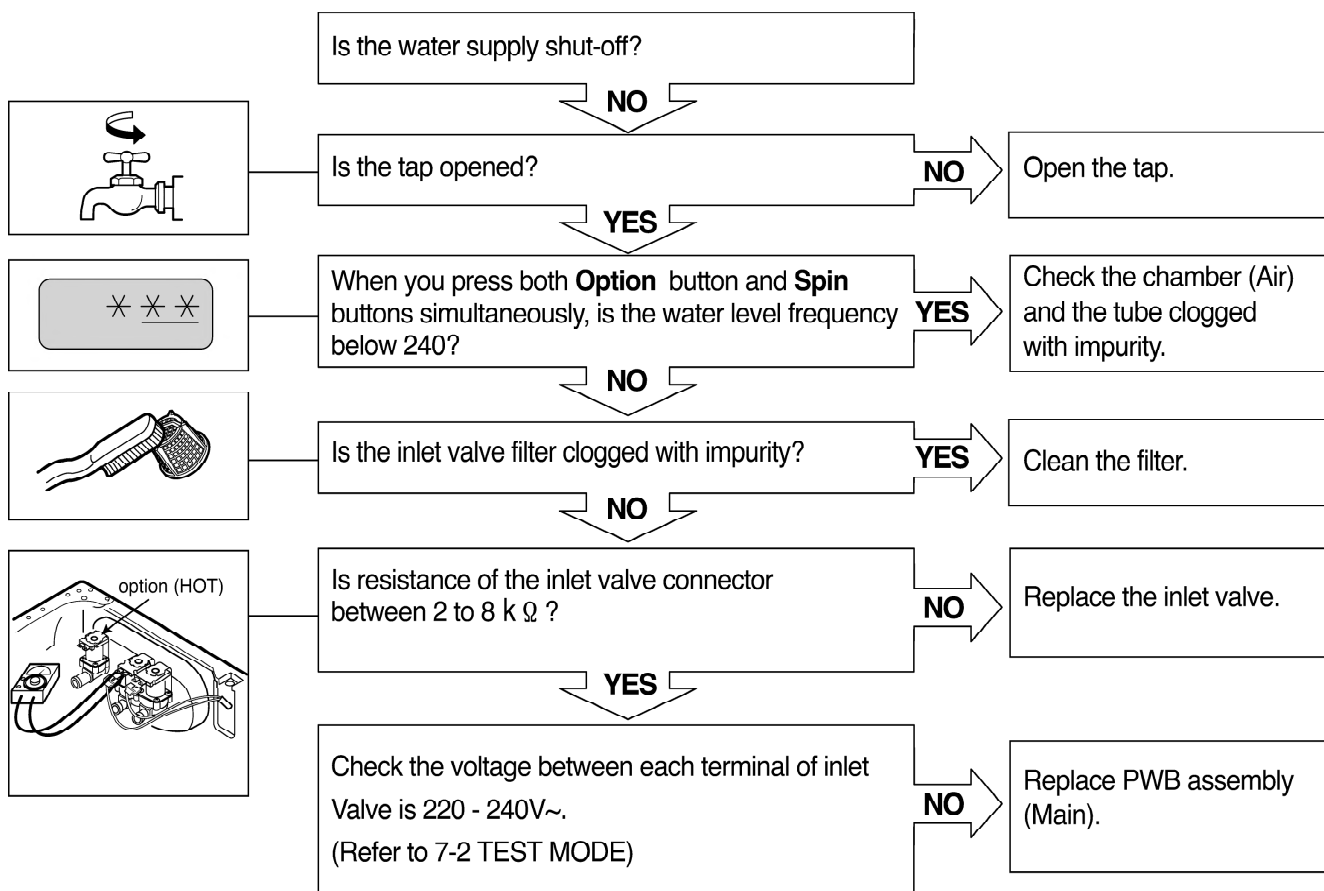 Is the water supply shut-off?
NO
Is the tap opened?
NO
Open the tap.
YES
* * *
When you press both Option button and Spin
buttons simultaneously, is the water level frequency
below 240?
YES
Check the chamber (Air)
and the tube clogged
with impurity.
NO
Is the inlet valve filter clogged with impurity?
YES
Clean the filter.
NO
option (HOT)
Is resistance of the inlet valve connector
between 2 to 8 k Ω ?
NO
Replace the inlet valve.
YES
Check the voltage between each terminal of inlet
Valve is 220 - 240V~.
(Refer to 7-2 TEST MODE)
NO
Replace PWB assembly
(Main).